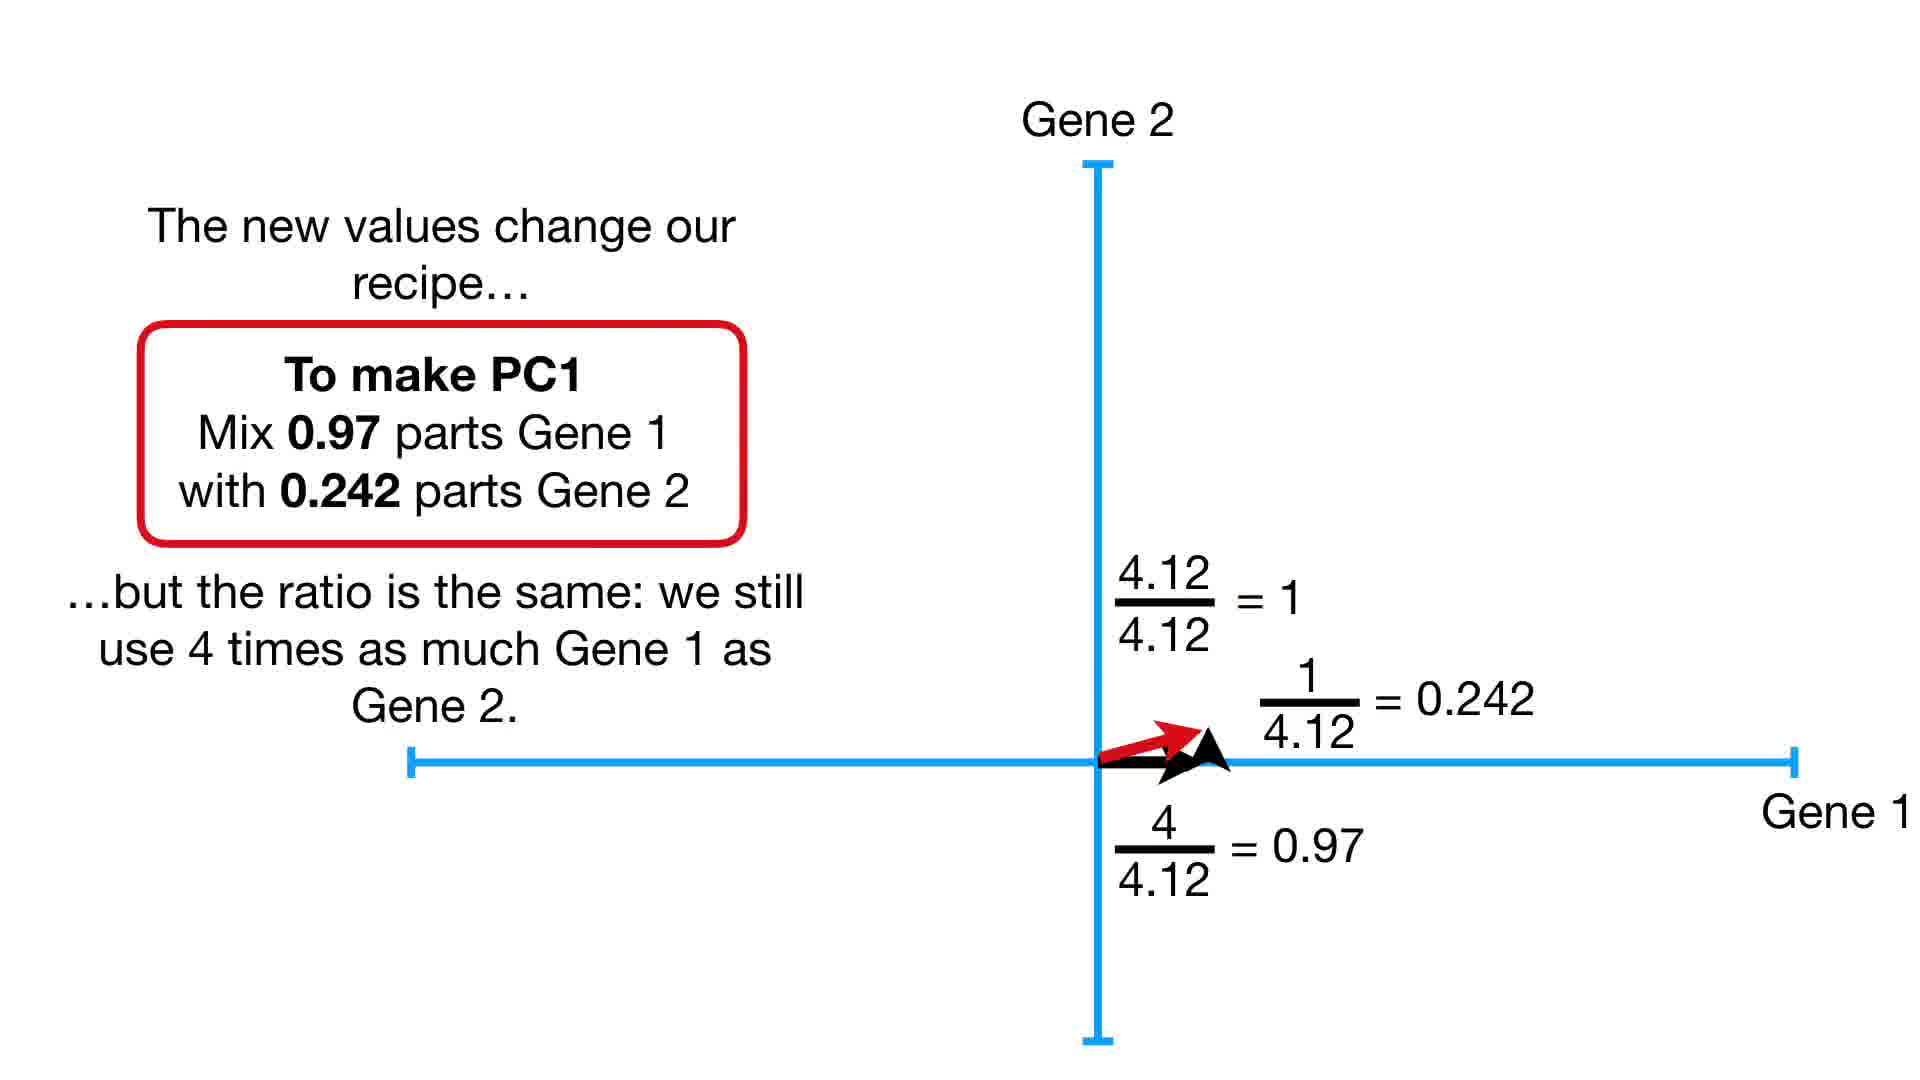 Gene 2
The new values change our
recipe…
To make PC1
Mix 0.97 parts Gene 1
with 0.242 parts Gene 2
…but the ratio is the same: we still
use 4 times as much Gene 1 as
Gene 2.
4.12
4.12
= 1
1
4.12
= 0.242
Gene 1
4
4.12
= 0.97